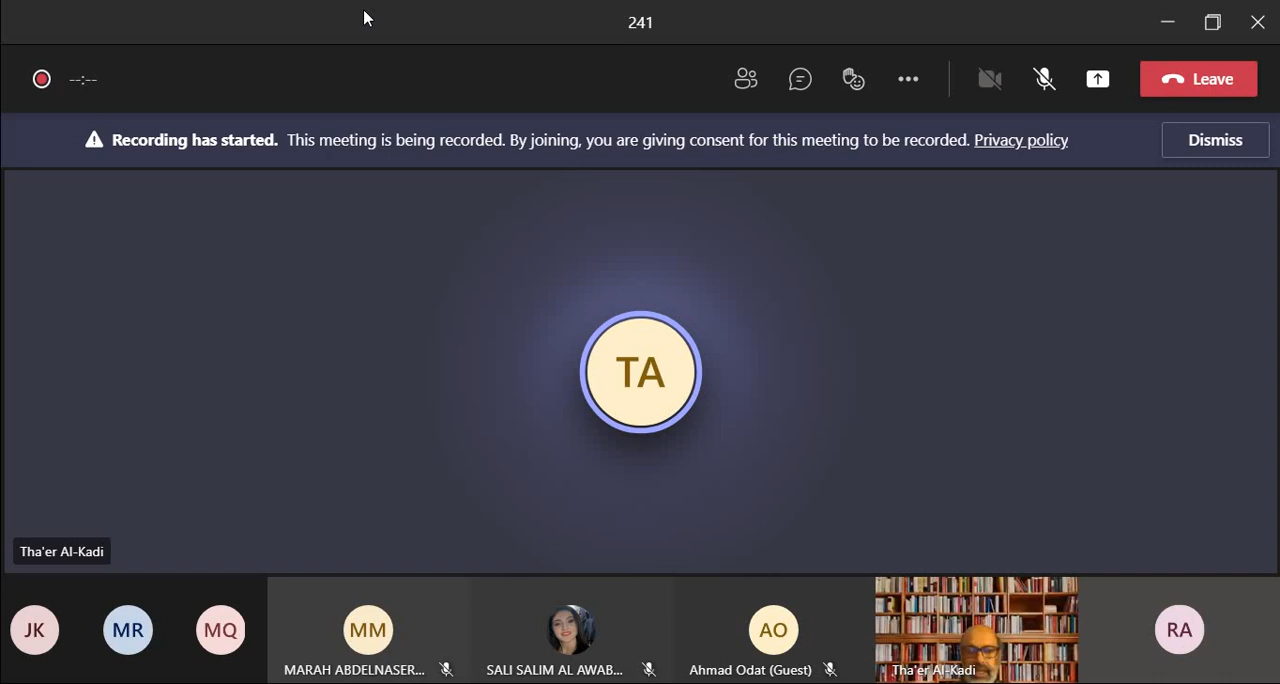 241
--:--
Leave
Recording has started. This meeting is being recorded. By joining, you are giving consent for this meeting to be recorded. Privacy policy
Dismiss
TA
Tha'er Al-Kadi
JK
MR
MQ
MM
MARAH ABDELNASER...
SALI SALIM AL AWAB...
AO
Ahmad Odat (Guest)
Tha'er Al-Kadi
RA